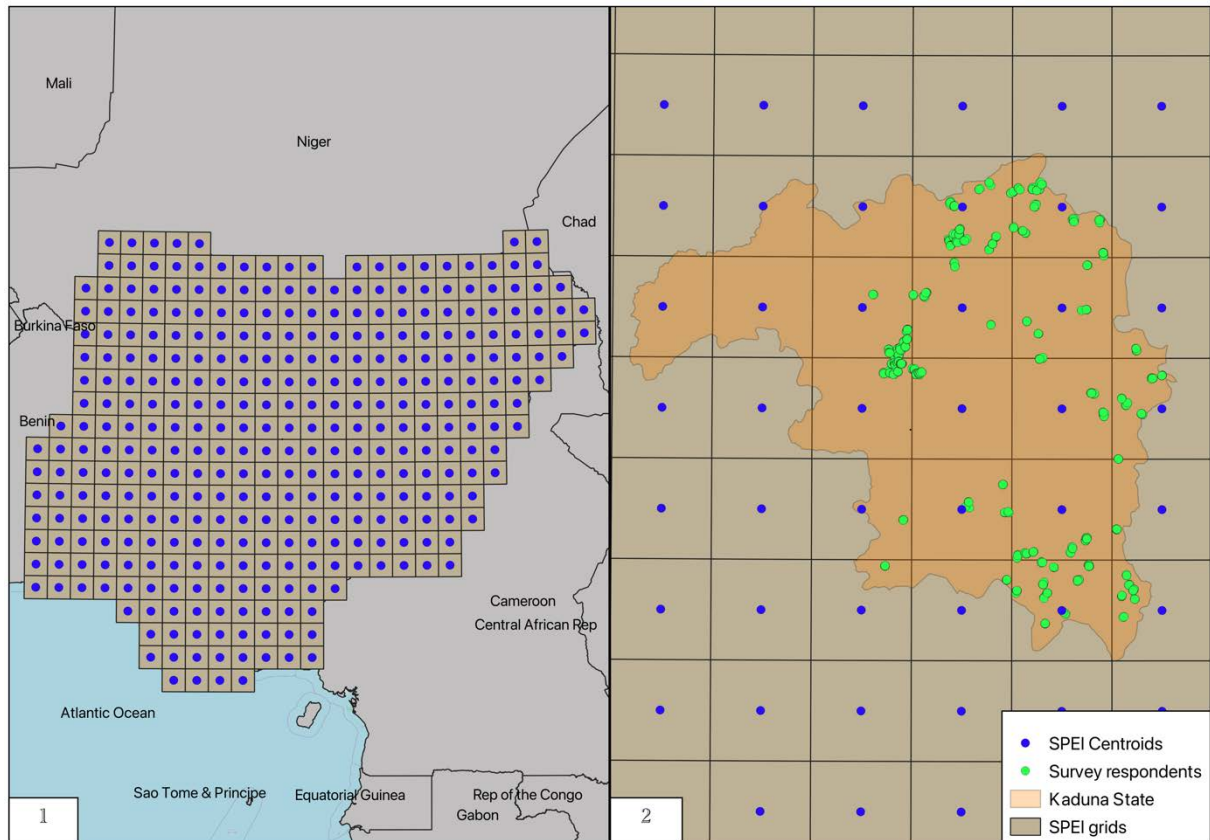 Mali
Niger
Chad
Burkina Faso
Benin
Cameroon
Central African Rep
Atlantic Ocean
Sao Tome & Principe
Equatorial Guinea
Rep of the Congo
Gabon
1
2
SPEI Centroids
Survey respondents
Kaduna State
SPEI grids